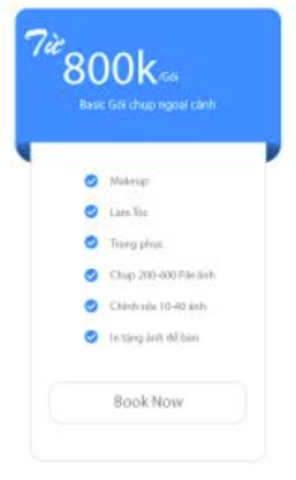 Từ
800k/Gói
Basic Gói chụp ngoại cảnh
Makeup
Làm Tóc
Trang phục
Chụp 200-400 File ảnh
Chỉnh sửa 10-40 ảnh
In tặng ảnh để bàn
Book Now